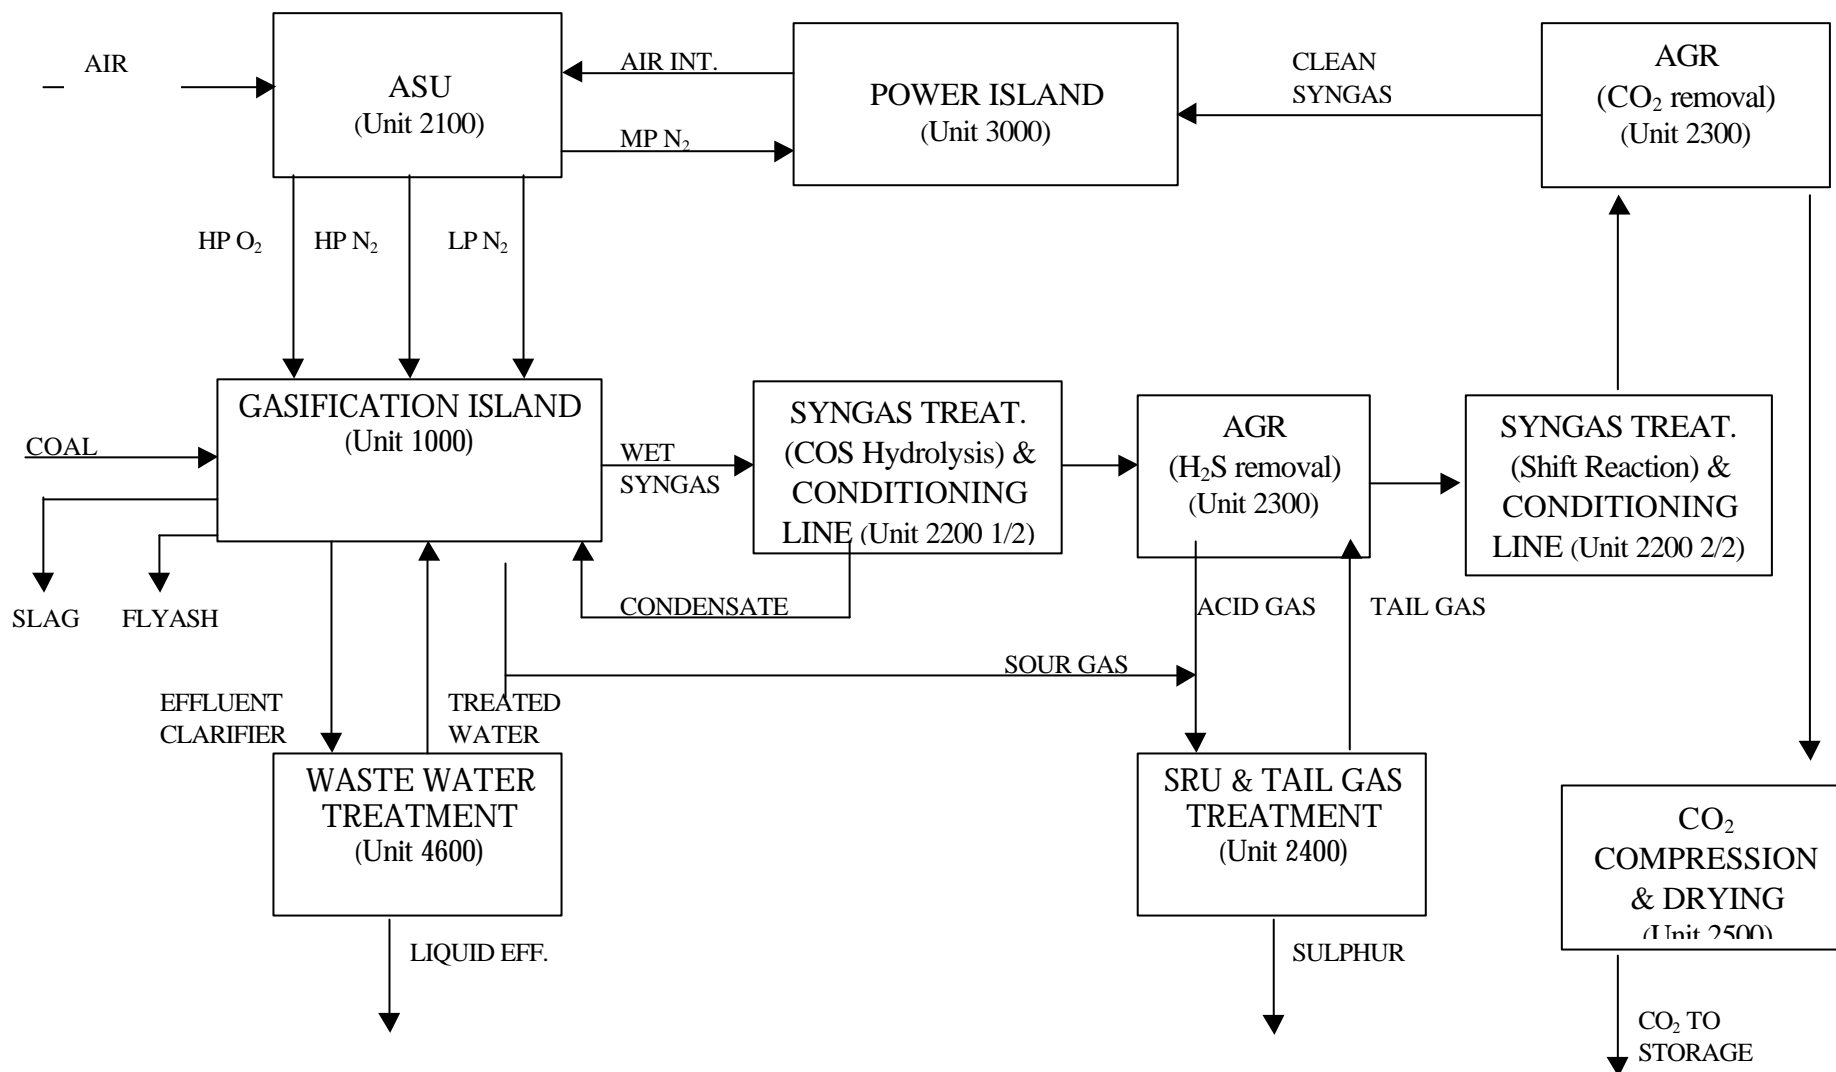 AIR
ASU
(Unit 2100)
AIR INT.
MP N₂
POWER ISLAND
(Unit 3000)
CLEAN
SYNGAS
AGR
(CO₂ removal)
(Unit 2300)
HP O₂
HP N₂
LP N₂
GASIFICATION ISLAND
(Unit 1000)
COAL
SLAG
FLYASH
WET
SYNGAS
SYNGAS TREAT.
(COS Hydrolysis) &
CONDITIONING
LINE (Unit 2200 1/2)
AGR
(H₂S removal)
(Unit 2300)
SYNGAS TREAT.
(Shift Reaction) &
CONDITIONING
LINE (Unit 2200 2/2)
CONDENSATE
ACID GAS
TAIL GAS
SOUR GAS
EFFLUENT
CLARIFIER
TREATED
WATER
WASTE WATER
TREATMENT
(Unit 4600)
SRU & TAIL GAS
TREATMENT
(Unit 2400)
CO₂
COMPRESSION
& DRYING
(Unit 2500)
LIQUID EFF.
SULPHUR
CO₂ TO
STORAGE